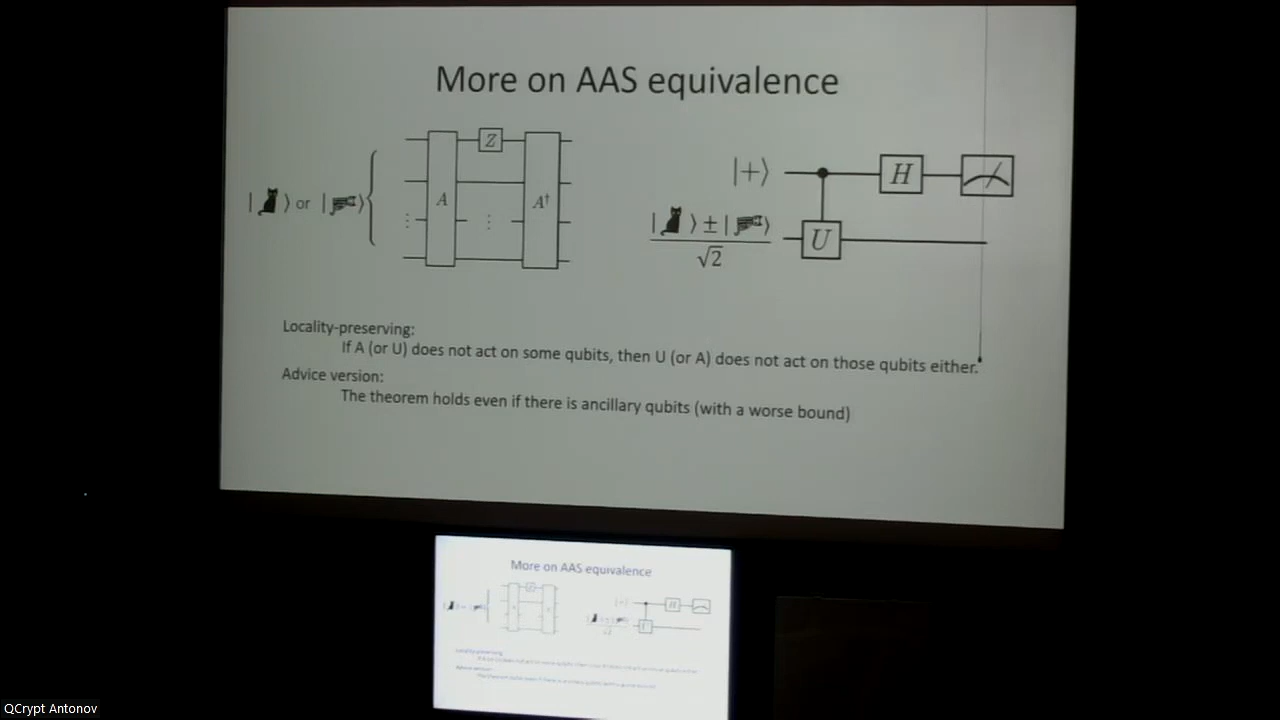 More on AAS equivalence
Z
A
A†
⋮
⋮
| ⟩ or | ⟩
|+⟩
H
| ⟩ ± | ⟩
√2
U
Locality-preserving:
If A (or U) does not act on some qubits, then U (or A) does not act on those qubits either.
Advice version:
The theorem holds even if there is ancillary qubits (with a worse bound)
More on AAS equivalence
QCrypt Antonov